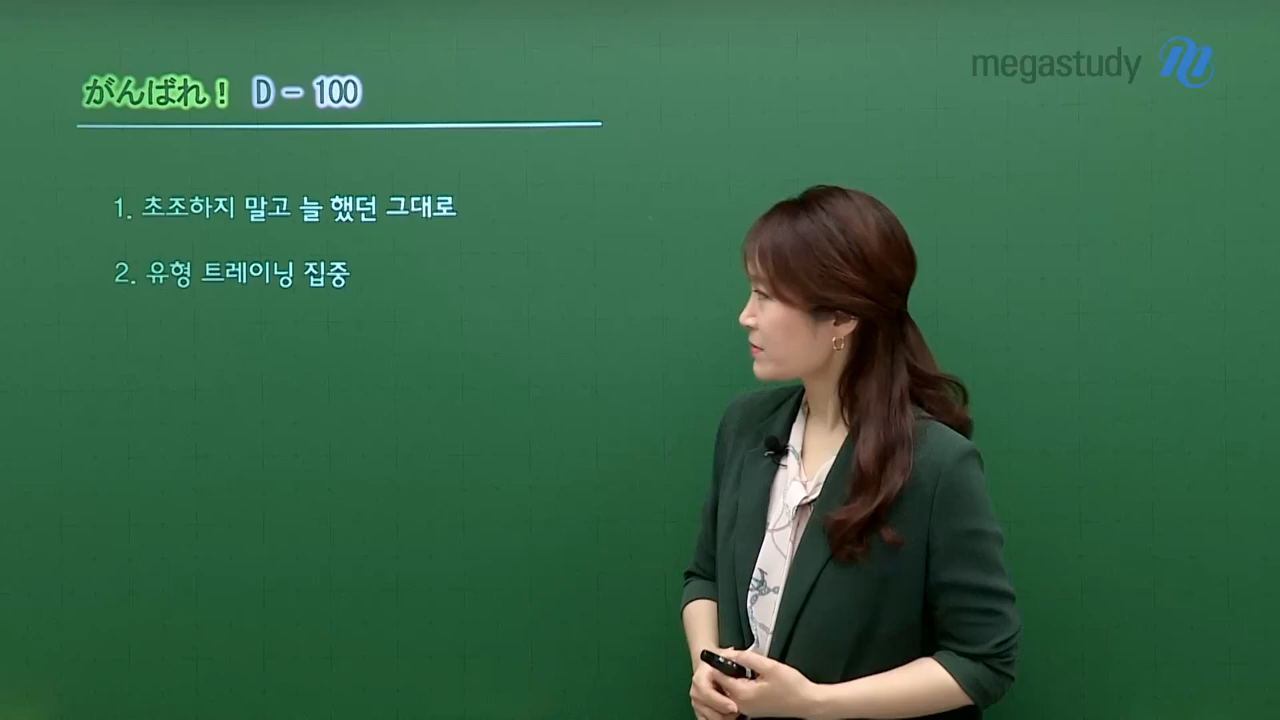 megastudy
がんばれ! D - 100
1. 초조하지 말고 늘 했던 그대로
2. 유형 트레이닝 집중